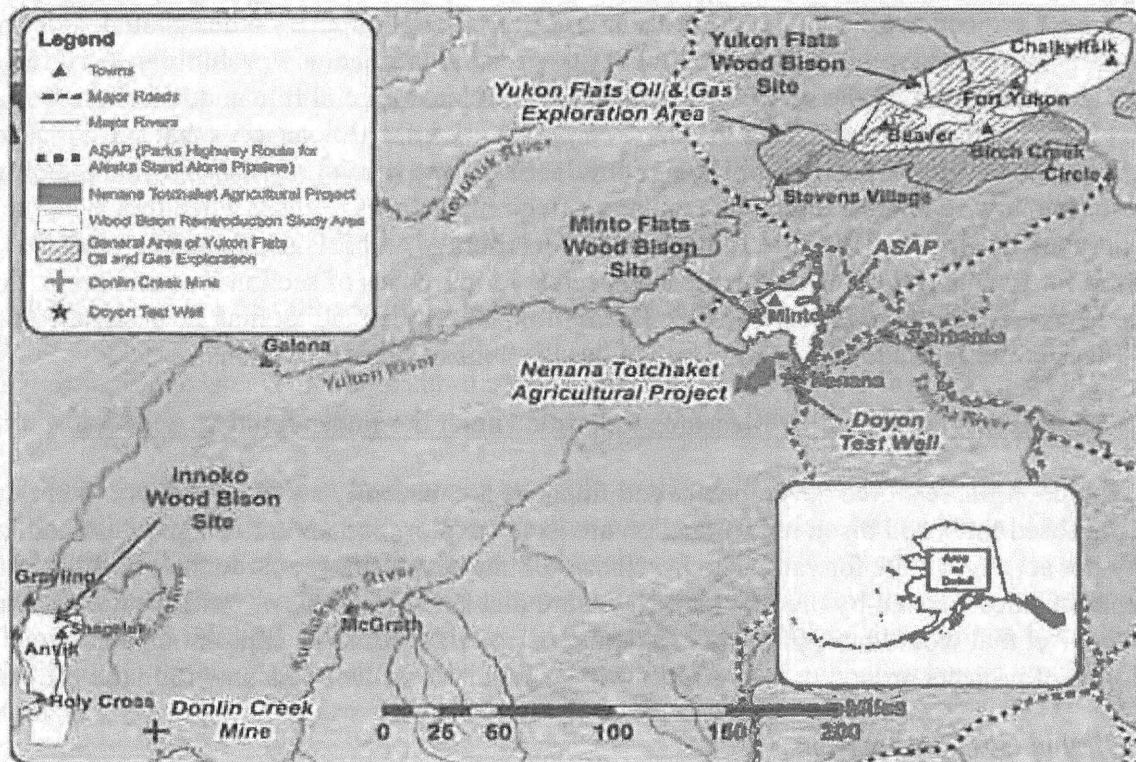 Legend
Towns
Major Roads
Major Rivers
ASAP (Parks Highway Route for
Alaska Stand Alone Pipeline)
Nenana Totchaket Agricultural Project
Wood Bison Reintroduction Study Area
General Area of Yukon Flats
Oil and Gas Exploration
Donlin Creek Mine
Doyon Test Well
Yukon Flats
Wood Bison
Site
Chalkyitsik
Yukon Flats Oil & Gas
Exploration Area
Fort Yukon
Beaver
Birch Creek
Circle
Stevens Village
Koyukuk River
Minto Flats
Wood Bison
Site
ASAP
Minto
Fairbanks
Galena
Yukon River
Nenana Totchaket
Agricultural Project
Nenana
River
Doyon
Test Well
Innoko
Wood Bison
Site
Grayling
Shageluk
Anvik
Holy Cross
Kuskokwim River
McGrath
Donlin Creek
Mine
Area
of
Detail
Miles
0 25 50 100 150 200